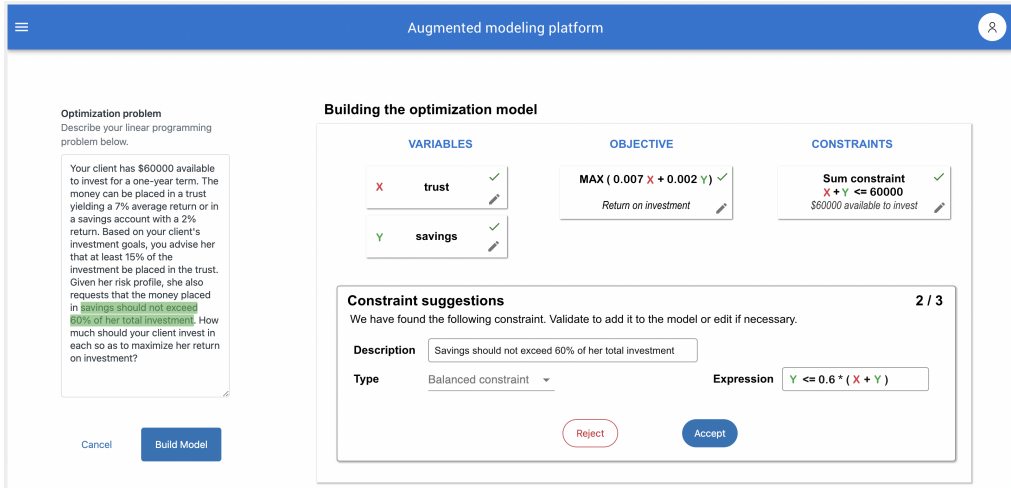 Augmented modeling platform
Optimization problem
Describe your linear programming
problem below.
Your client has $60000 available
to invest for a one-year term. The
money can be placed in a trust
yielding a 7% average return or in
a savings account with a 2%
return. Based on your client's
investment goals, you advise her
that at least 15% of the
investment be placed in the trust.
Given her risk profile, she also
requests that the money placed
in savings should not exceed
60% of her total investment. How
much should your client invest in
each so as to maximize her return
on investment?
Cancel
Build Model
Building the optimization model
VARIABLES
X trust
Y savings
OBJECTIVE
MAX ( 0.007 X + 0.002 Y )
Return on investment
CONSTRAINTS
Sum constraint
X + Y <= 60000
$60000 available to invest
Constraint suggestions 2 / 3
We have found the following constraint. Validate to add it to the model or edit if necessary.
Description Savings should not exceed 60% of her total investment
Type Balanced constraint Expression Y <= 0.6 * ( X + Y )
Reject Accept